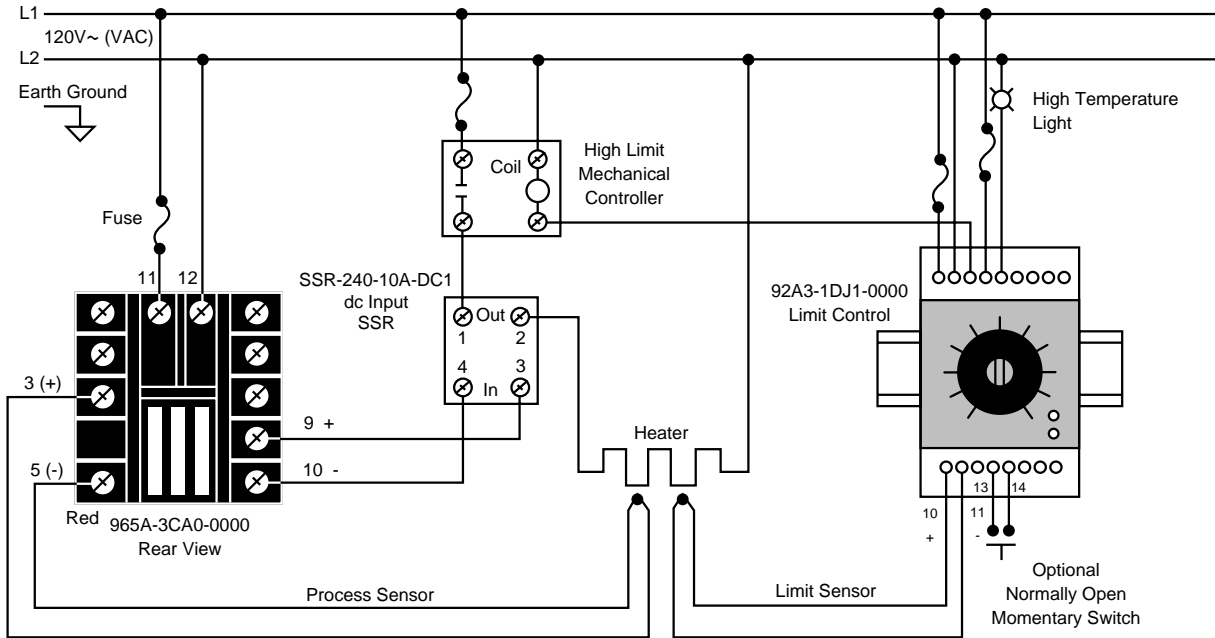 L1
120V~ (VAC)
L2
Earth Ground
High Temperature
Light
Coil
High Limit
Mechanical
Controller
Fuse
11
12
SSR-240-10A-DC1
dc Input
SSR
92A3-1DJ1-0000
Limit Control
Out
1
2
4
3
In
3 (+)
9 +
Heater
5 (-)
10 -
Red
965A-3CA0-0000
Rear View
13
14
10
11
+
-
Process Sensor
Limit Sensor
Optional
Normally Open
Momentary Switch